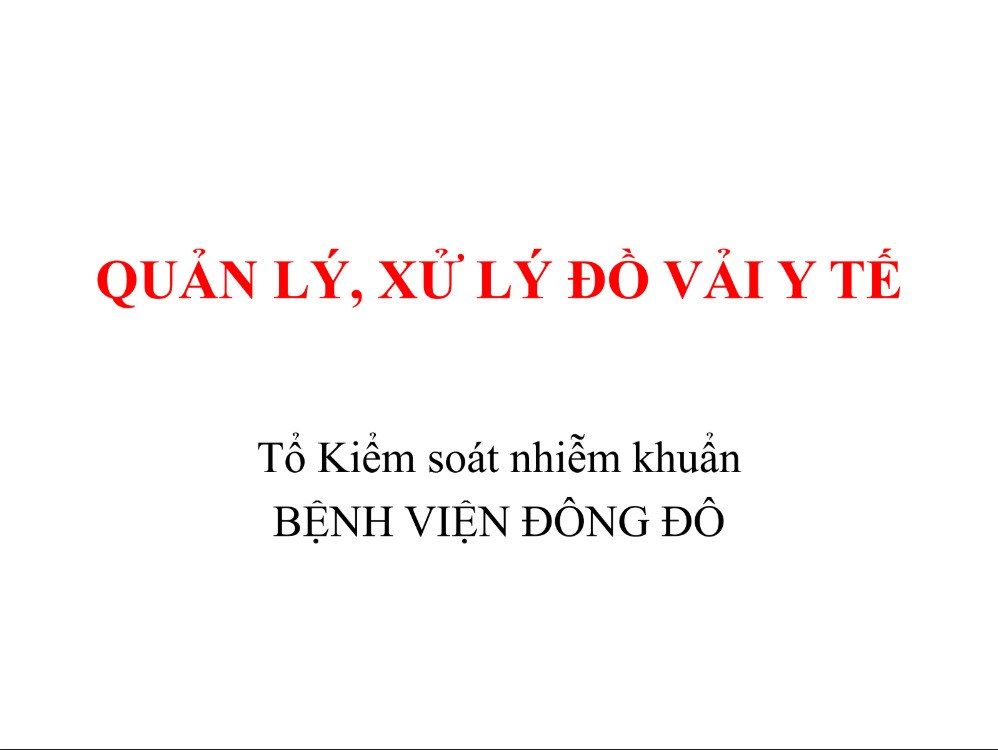 QUẢN LÝ, XỬ LÝ ĐỒ VẢI Y TẾ
Tổ Kiểm soát nhiễm khuẩn
BỆNH VIỆN ĐÔNG ĐÔ